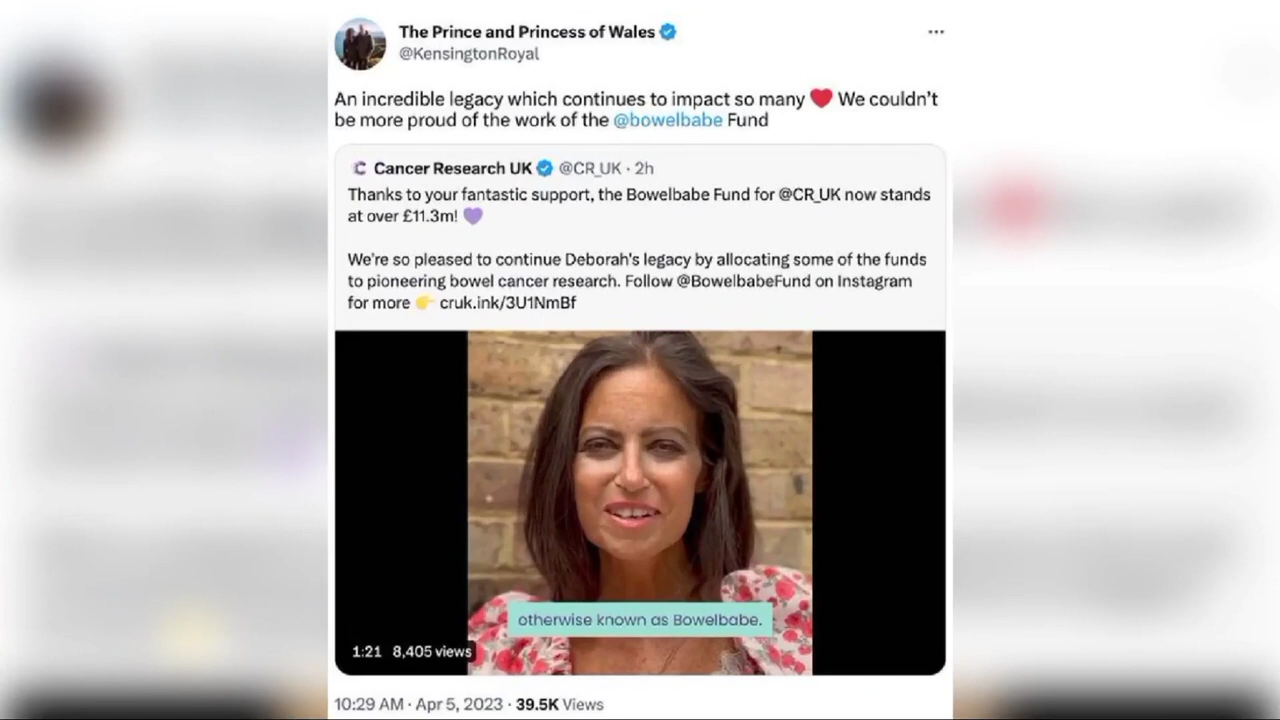 The Prince and Princess of Wales
@KensingtonRoyal
An incredible legacy which continues to impact so many ❤️ We couldn't
be more proud of the work of the @bowelbabe Fund
Cancer Research UK @CR_UK · 2h
Thanks to your fantastic support, the Bowelbabe Fund for @CR_UK now stands
at over £11.3m! 💜
We're so pleased to continue Deborah's legacy by allocating some of the funds
to pioneering bowel cancer research. Follow @BowelbabeFund on Instagram
for more 👉 cruk.ink/3U1NmBf
otherwise known as Bowelbabe.
1:21 8,405 views
10:29 AM · Apr 5, 2023 · 39.5K Views